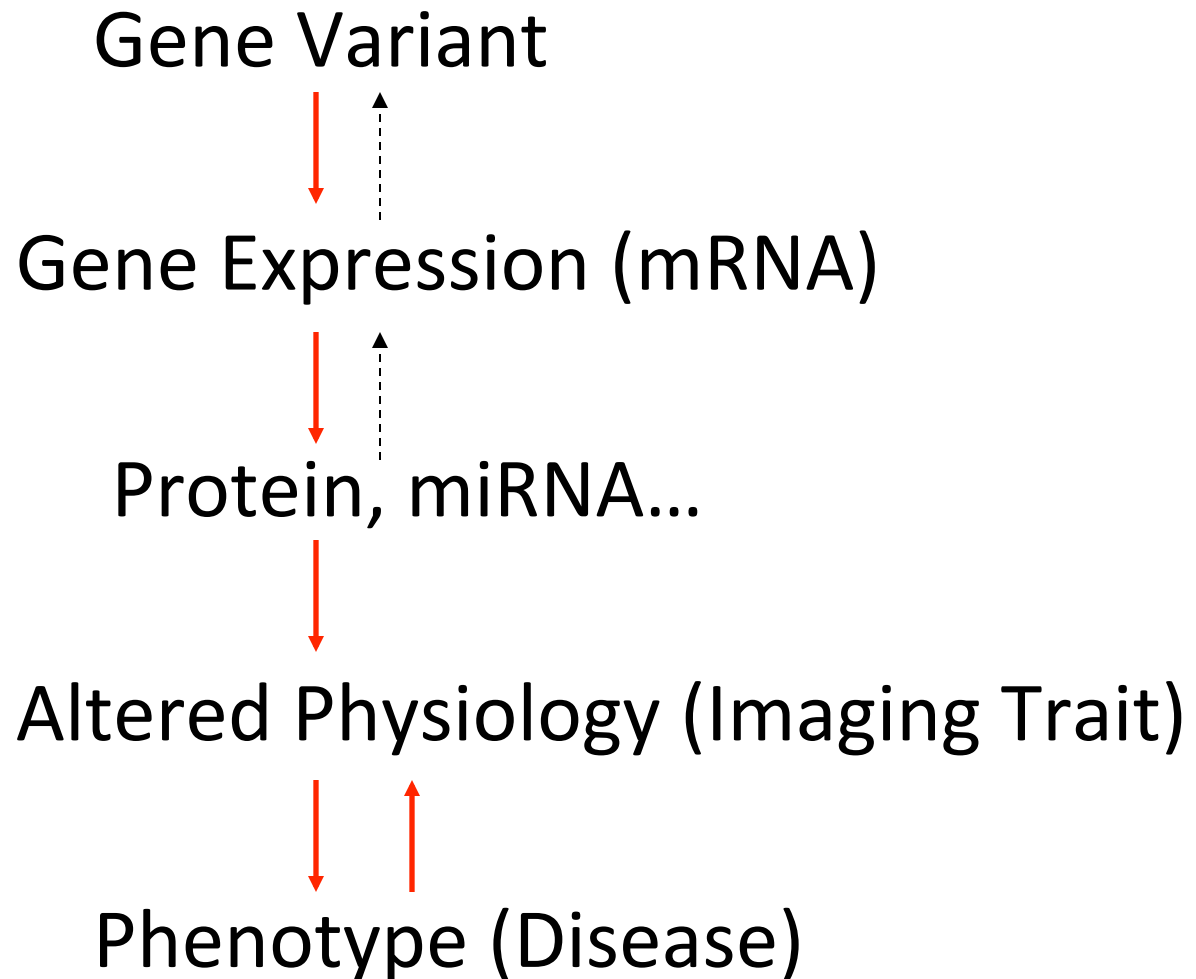 Gene Variant
Gene Expression (mRNA)
Protein, miRNA…
Altered Physiology (Imaging Trait)
Phenotype (Disease)